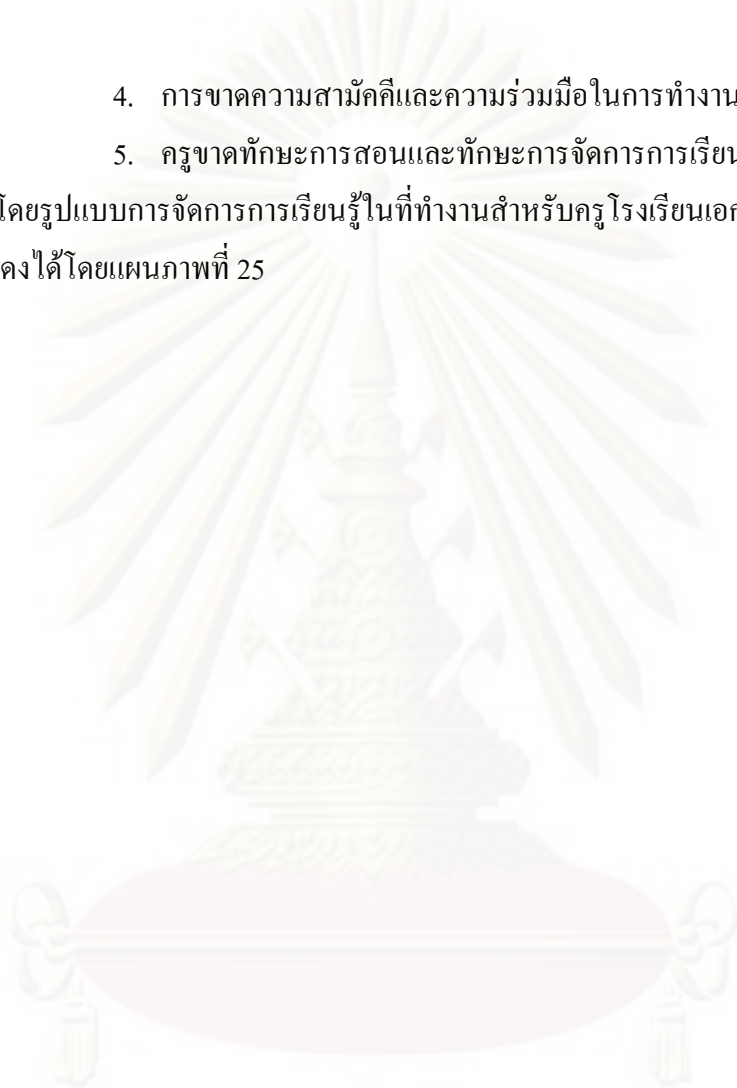 4. การขาดความสามัคคีและความร่วมมือในการทำงาน
5. ครูขาดทักษะการสอนและทักษะการจัดการการเรียน
โดยรูปแบบการจัดการการเรียนรู้ในที่ทำงานสำหรับครูโรงเรียนเอก
ดงได้โดยแผนภาพที่ 25